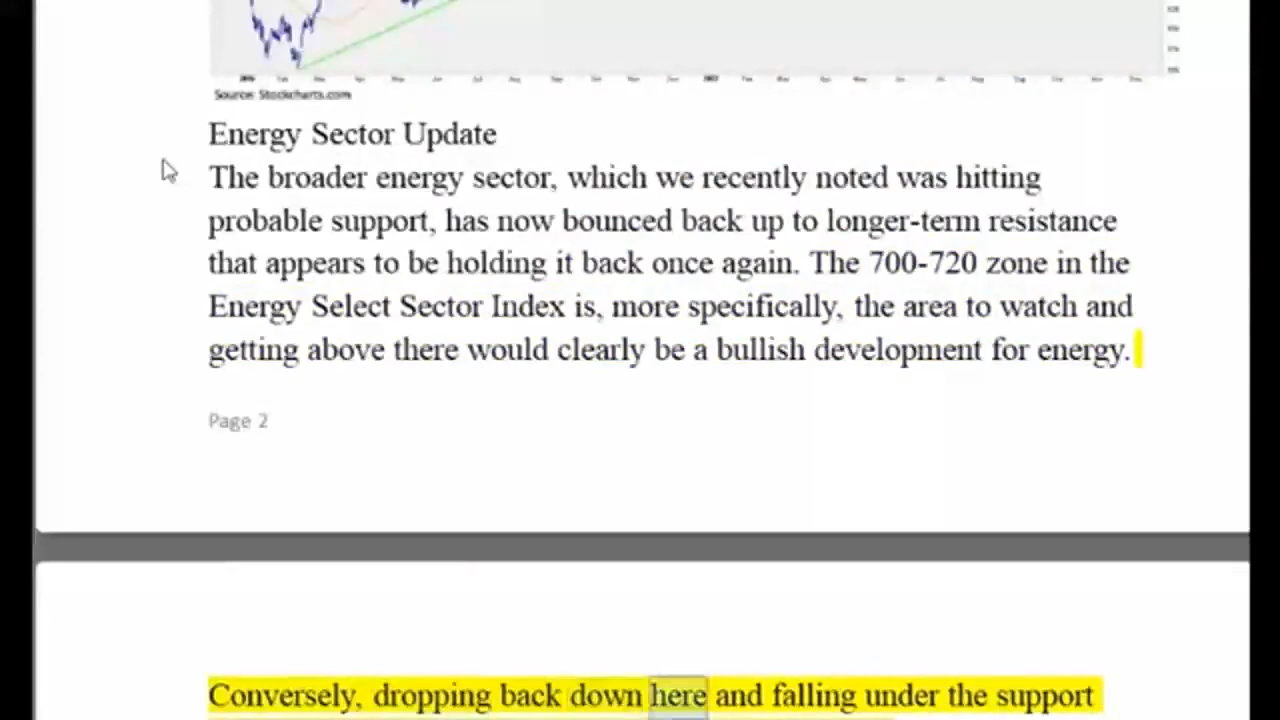 Source: Stockcharts.com
Energy Sector Update
The broader energy sector, which we recently noted was hitting
probable support, has now bounced back up to longer-term resistance
that appears to be holding it back once again. The 700-720 zone in the
Energy Select Sector Index is, more specifically, the area to watch and
getting above there would clearly be a bullish development for energy.
Page 2
Conversely, dropping back down here and falling under the support